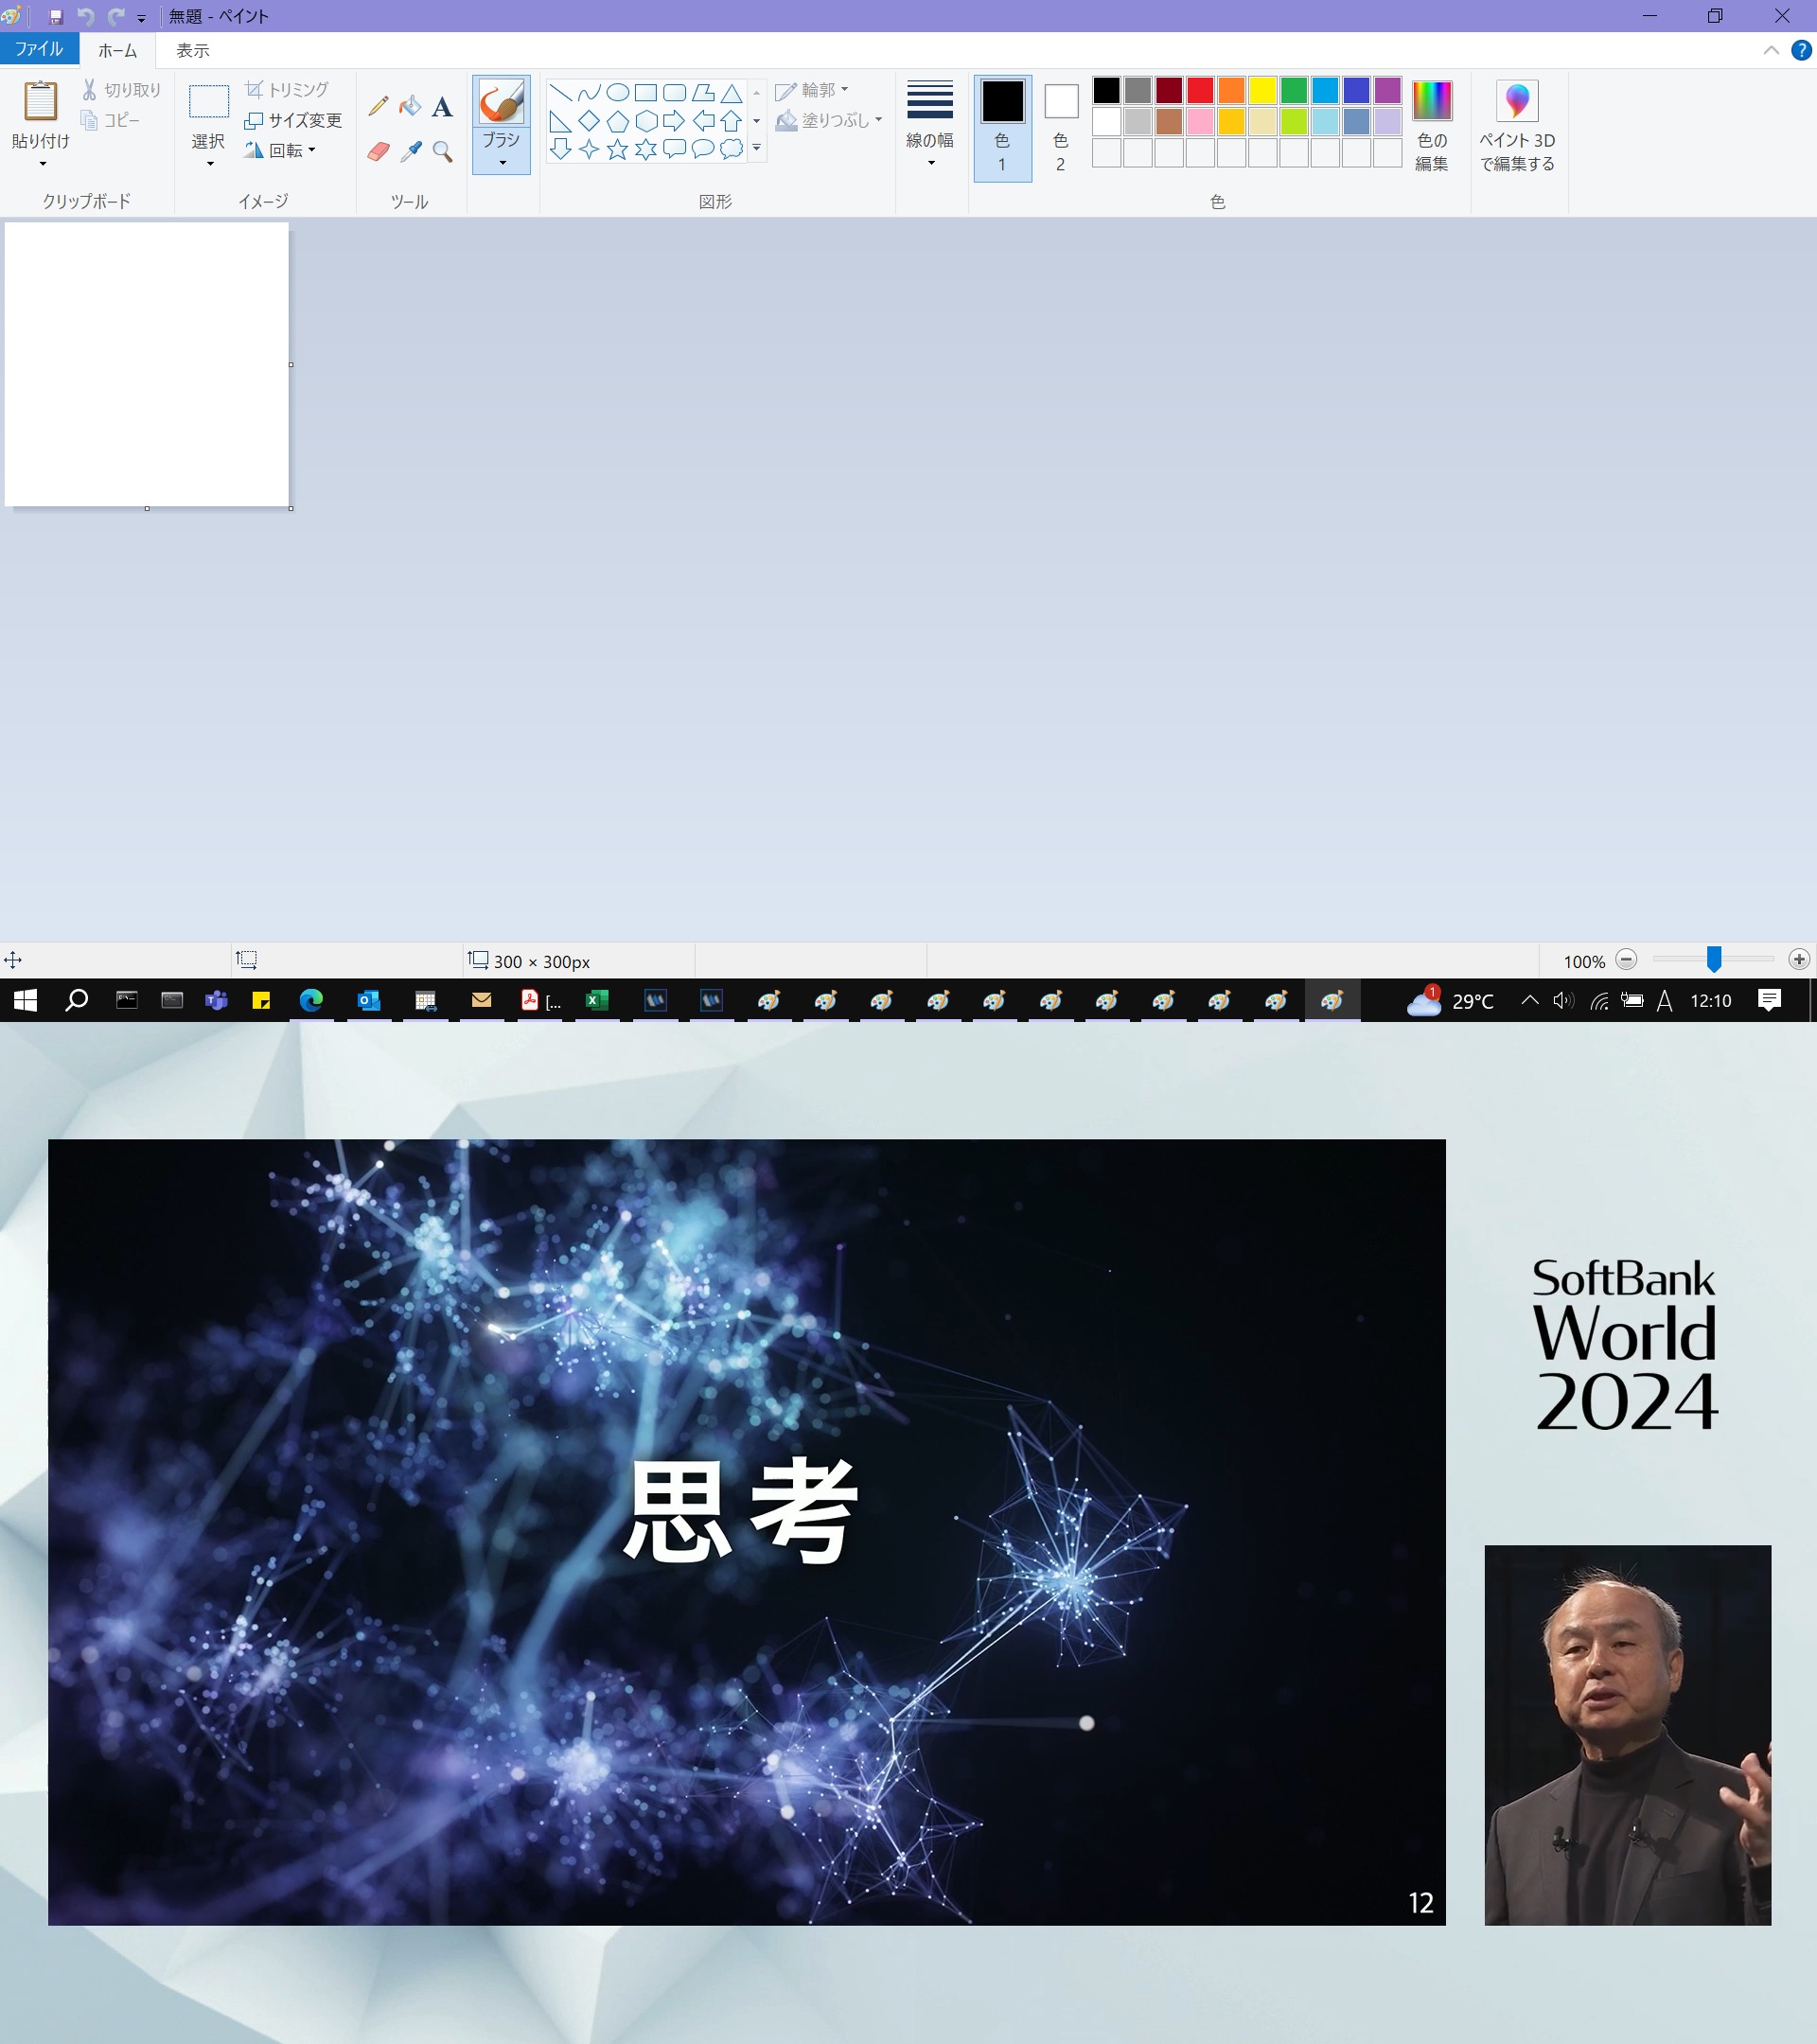 無題 - ペイント
ファイル
ホーム
表示
貼り付け
切り取り
コピー
クリップボード
選択
トリミング
サイズ変更
回転
イメージ
A
ツール
ブラシ
図形
輪郭
塗りつぶし
線の幅
色
1
色
2
色の
編集
色
ペイント 3D
で編集する
?
300 × 300px
100%
[...
1
29°C
A
12:10
思考
12
SoftBank
World
2024